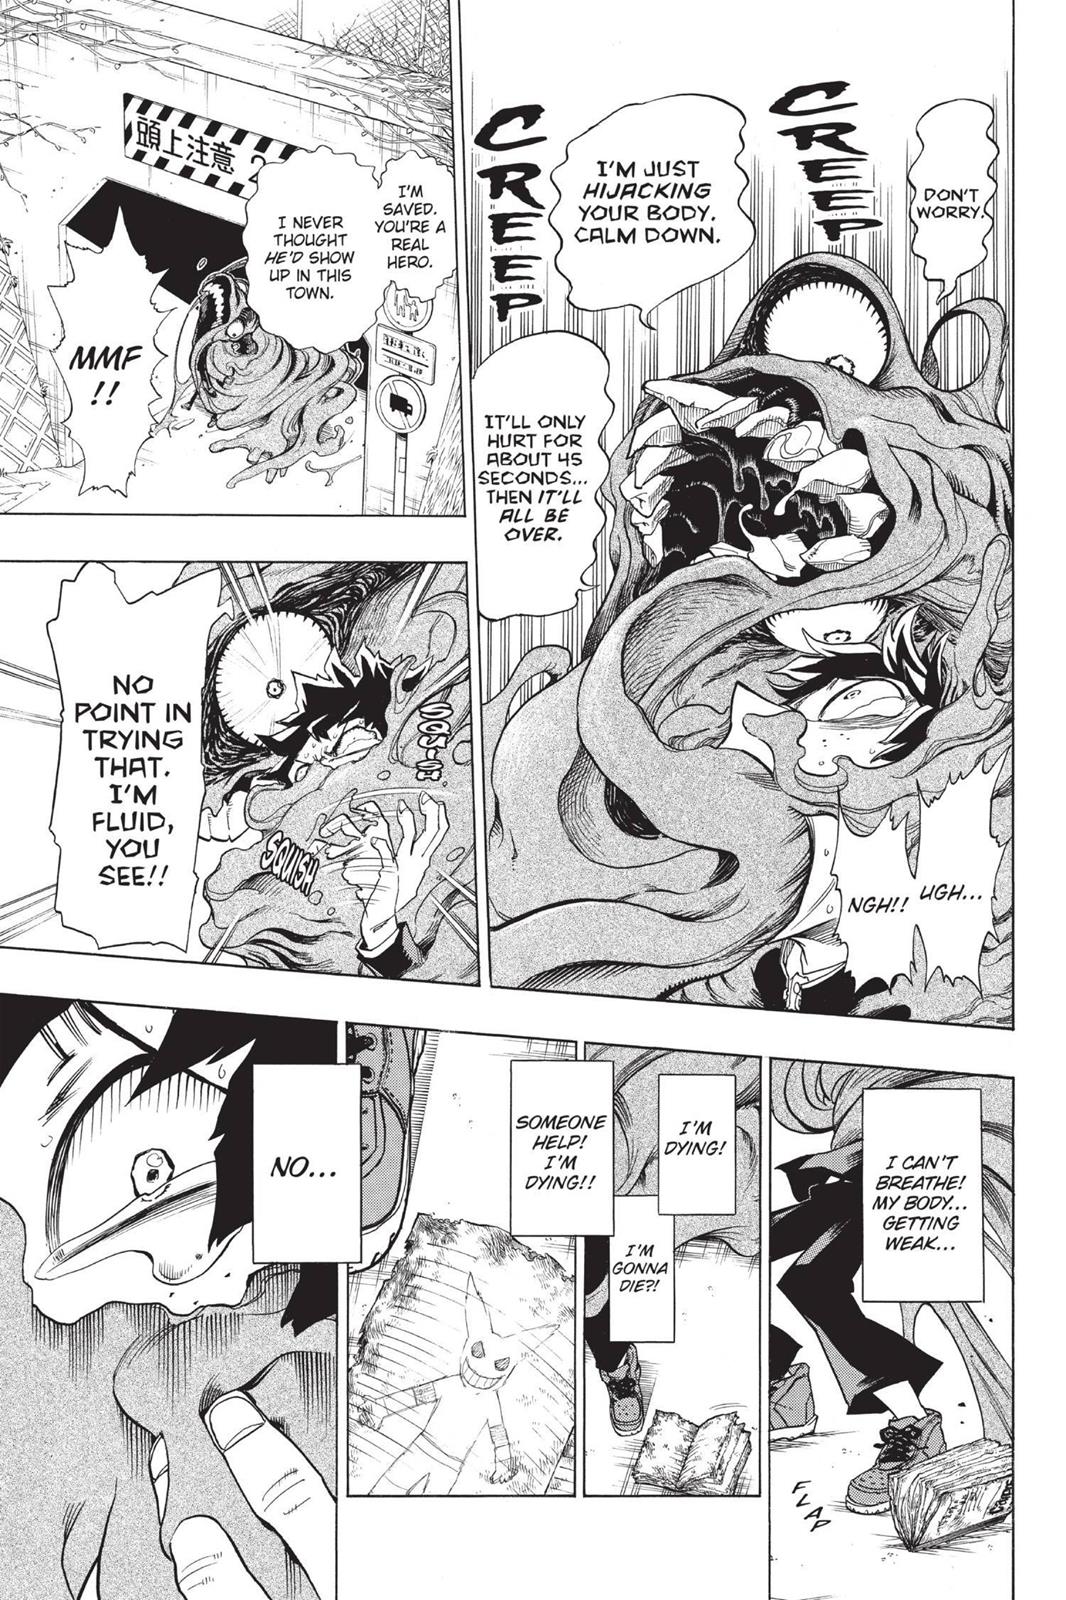 DON'T
WORRY.
CREEP
I'M JUST
HIJACKING
YOUR BODY.
CALM DOWN.
CREEP
IT'LL ONLY
HURT FOR
ABOUT 45
SECONDS...
THEN IT'LL
ALL BE
OVER.
UGH...
NGH!!
I'M
SAVED.
YOU'RE A
REAL
HERO.
I NEVER
THOUGHT
HE'D SHOW
UP IN THIS
TOWN.
頭上注意 2
MMF
!!
SQUISH
SQUISH
NO
POINT IN
TRYING
THAT.
I'M
FLUID,
YOU
SEE!!
I CAN'T
BREATHE!
MY BODY...
GETTING
WEAK...
FLAP
I'M
DYING!
I'M
GONNA
DIE?!
SOMEONE
HELP!
I'M
DYING!!
NO...